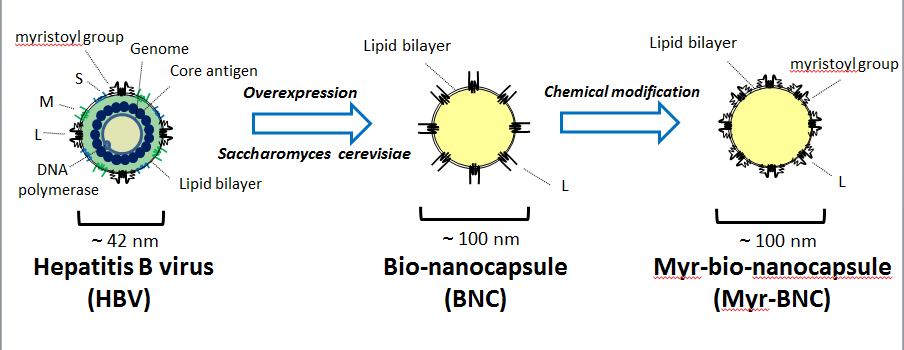 myristoyl group
Genome
S
Core antigen
M
L
DNA
polymerase
Lipid bilayer
~ 42 nm
Hepatitis B virus
(HBV)
Overexpression
Saccharomyces cerevisiae
Lipid bilayer
L
~ 100 nm
Bio-nanocapsule
(BNC)
Chemical modification
Lipid bilayer
myristoyl group
L
~ 100 nm
Myr-bio-nanocapsule
(Myr-BNC)